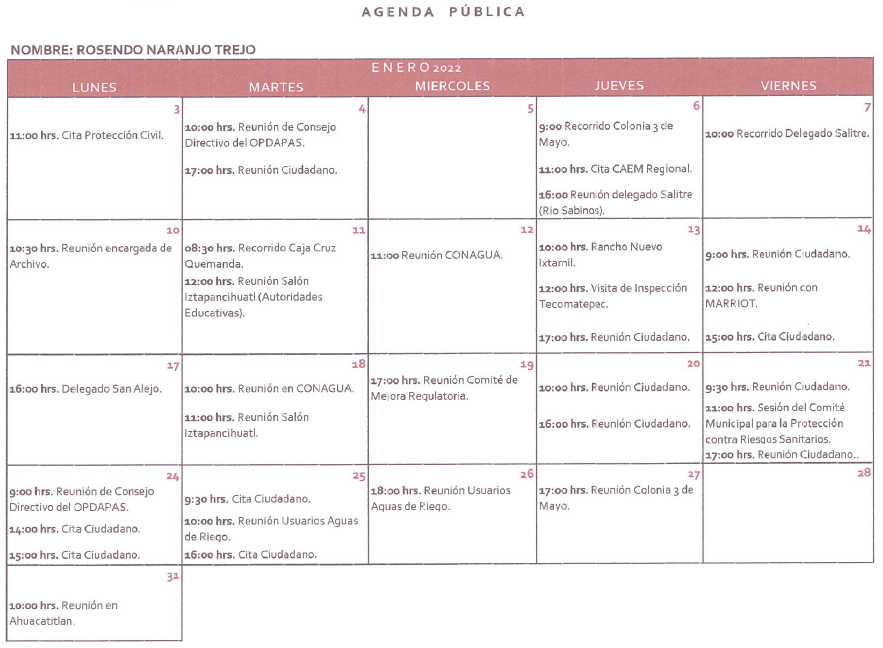 AGENDA PÚBLICA
NOMBRE: ROSENDO NARANJO TREJO
ENERO 2022
LUNES MARTES MIERCOLES JUEVES VIERNES
3
11:00 hrs. Cita Protección Civil.
4
10:00 hrs. Reunión de Consejo
Directivo del OPDAPAS.
17:00 hrs. Reunión Ciudadano.
5
6
9:00 Recorrido Colonia 3 de
Mayo.
11:00 hrs. Cita CAEM Regional.
16:00 Reunión delegado Salitre
(Rio Sabinos).
7
10:00 Recorrido Delegado Salitre.
10
10:30 hrs. Reunión encargada de
Archivo.
11
08:30 hrs. Recorrido Caja Cruz
Quemanda.
12:00 hrs. Reunión Salón
Iztapancihuatl (Autoridades
Educativas).
12
11:00 Reunión CONAGUA.
13
10:00 hrs. Rancho Nuevo
Ixtamil.
12:00 hrs. Visita de Inspección
Tecomatepec.
17:00 hrs. Reunión Ciudadano.
14
9:00 hrs. Reunión Ciudadano.
12:00 hrs. Reunión con
MARRIOT.
15:00 hrs. Cita Ciudadano.
17
16:00 hrs. Delegado San Alejo.
18
10:00 hrs. Reunión en CONAGUA.
11:00 hrs. Reunión Salón
Iztapancihuatl.
19
17:00 hrs. Reunión Comité de
Mejora Regulatoria.
20
10:00 hrs. Reunión Ciudadano.
16:00 hrs. Reunión Ciudadano.
21
9:30 hrs. Reunión Ciudadano.
11:00 hrs. Sesión del Comité
Municipal para la Protección
contra Riesgos Sanitarios.
17:00 hrs. Reunión Ciudadano..
24
9:00 hrs. Reunión de Consejo
Directivo del OPDAPAS.
14:00 hrs. Cita Ciudadano.
15:00 hrs. Cita Ciudadano.
25
9:30 hrs. Cita Ciudadano.
10:00 hrs. Reunión Usuarios Aguas
de Riego.
16:00 hrs. Cita Ciudadano.
26
18:00 hrs. Reunión Usuarios
Aguas de Riego.
27
17:00 hrs. Reunión Colonia 3 de
Mayo.
28
31
10:00 hrs. Reunión en
Ahuacatitlan.